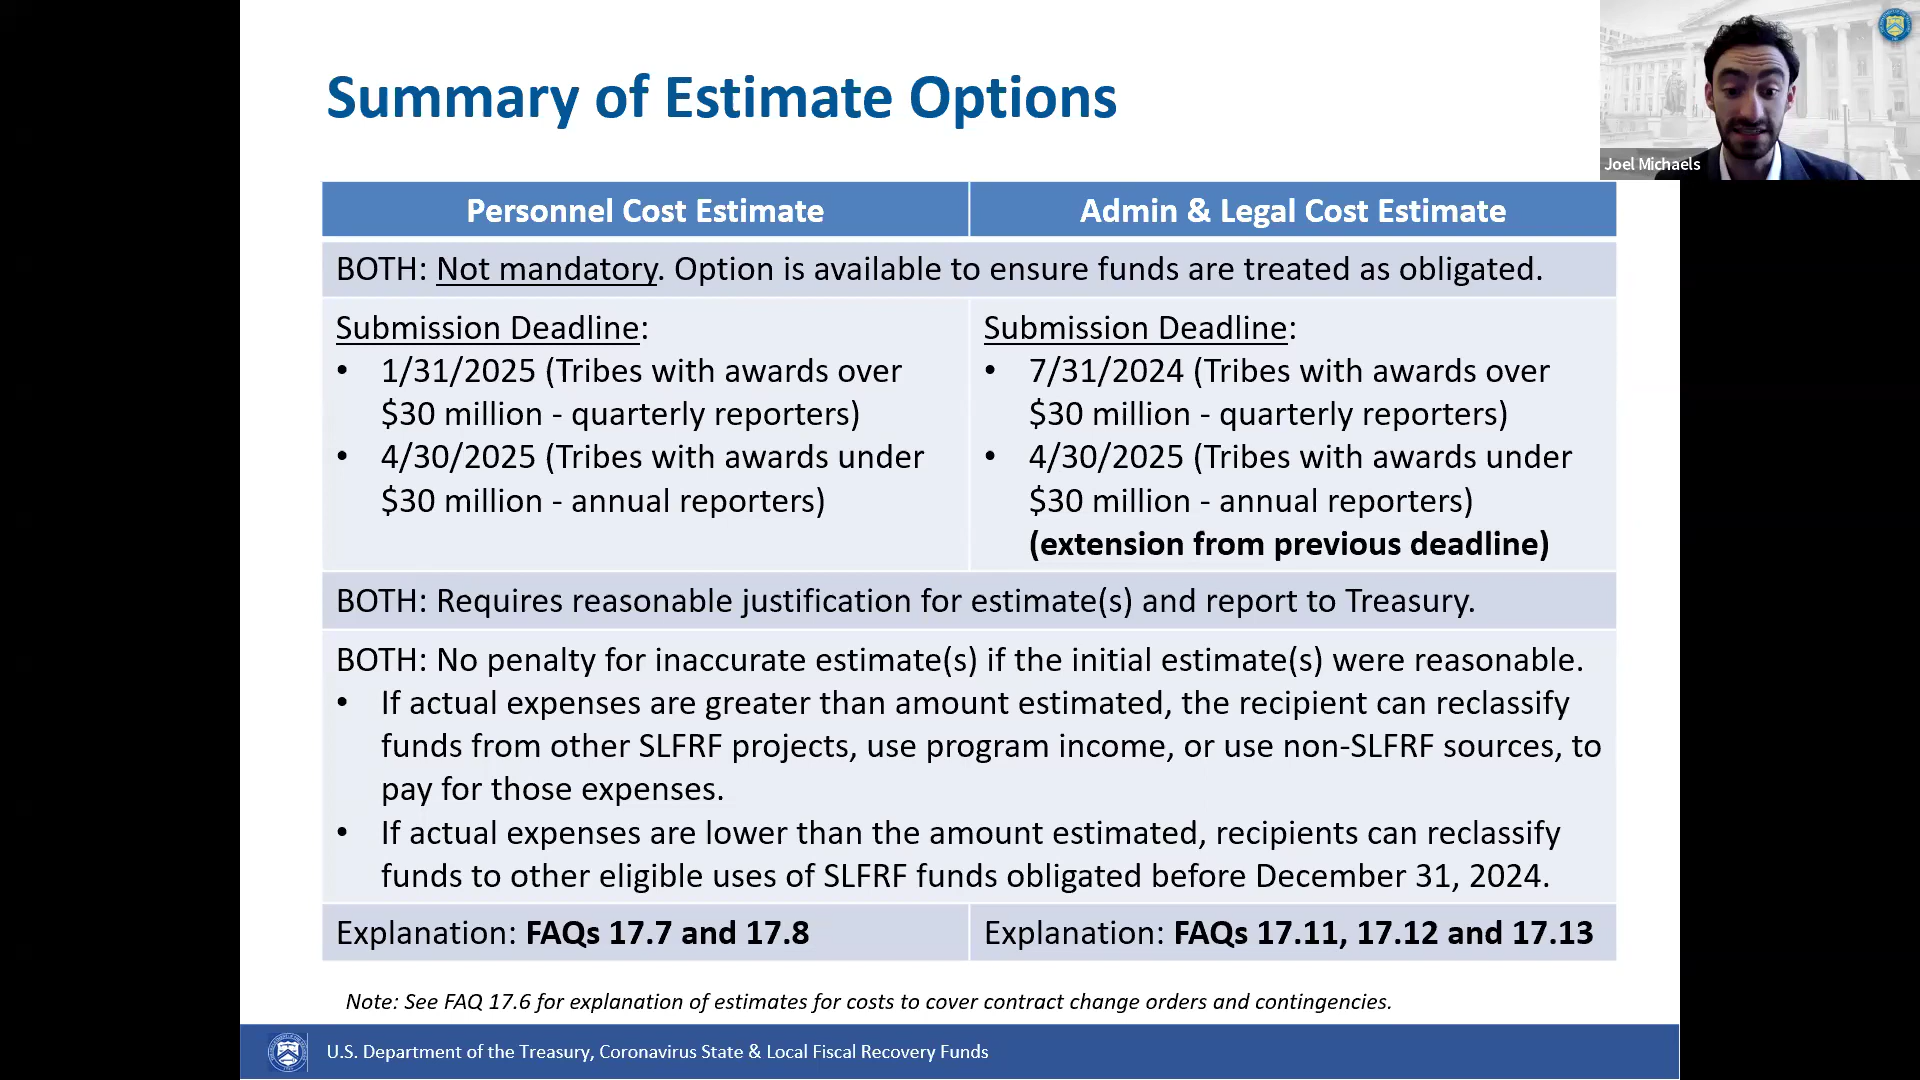 Summary of Estimate Options
Joel Michaels
Personnel Cost Estimate
Admin & Legal Cost Estimate
BOTH: Not mandatory. Option is available to ensure funds are treated as obligated.
Submission Deadline:
• 1/31/2025 (Tribes with awards over
$30 million - quarterly reporters)
• 4/30/2025 (Tribes with awards under
$30 million - annual reporters)
Submission Deadline:
• 7/31/2024 (Tribes with awards over
$30 million - quarterly reporters)
• 4/30/2025 (Tribes with awards under
$30 million - annual reporters)
(extension from previous deadline)
BOTH: Requires reasonable justification for estimate(s) and report to Treasury.
BOTH: No penalty for inaccurate estimate(s) if the initial estimate(s) were reasonable.
• If actual expenses are greater than amount estimated, the recipient can reclassify
funds from other SLFRF projects, use program income, or use non-SLFRF sources, to
pay for those expenses.
• If actual expenses are lower than the amount estimated, recipients can reclassify
funds to other eligible uses of SLFRF funds obligated before December 31, 2024.
Explanation: FAQs 17.7 and 17.8
Explanation: FAQs 17.11, 17.12 and 17.13
Note: See FAQ 17.6 for explanation of estimates for costs to cover contract change orders and contingencies.
U.S. Department of the Treasury, Coronavirus State & Local Fiscal Recovery Funds